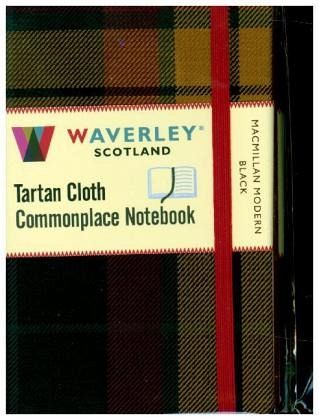 WAVERLEY®
SCOTLAND
Tartan Cloth
Commonplace Notebook
MACMILLAN MODERN
BLACK